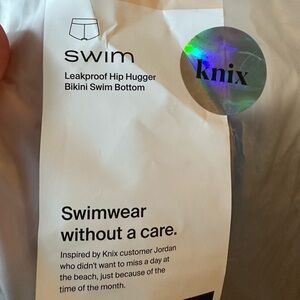 swim
Leakproof Hip Hugger
Bikini Swim Bottom
knix
Swimwear
without a care.
Inspired by Knix customer Jordan
who didn't want to miss a day at
the beach, just because of the
time of the month.